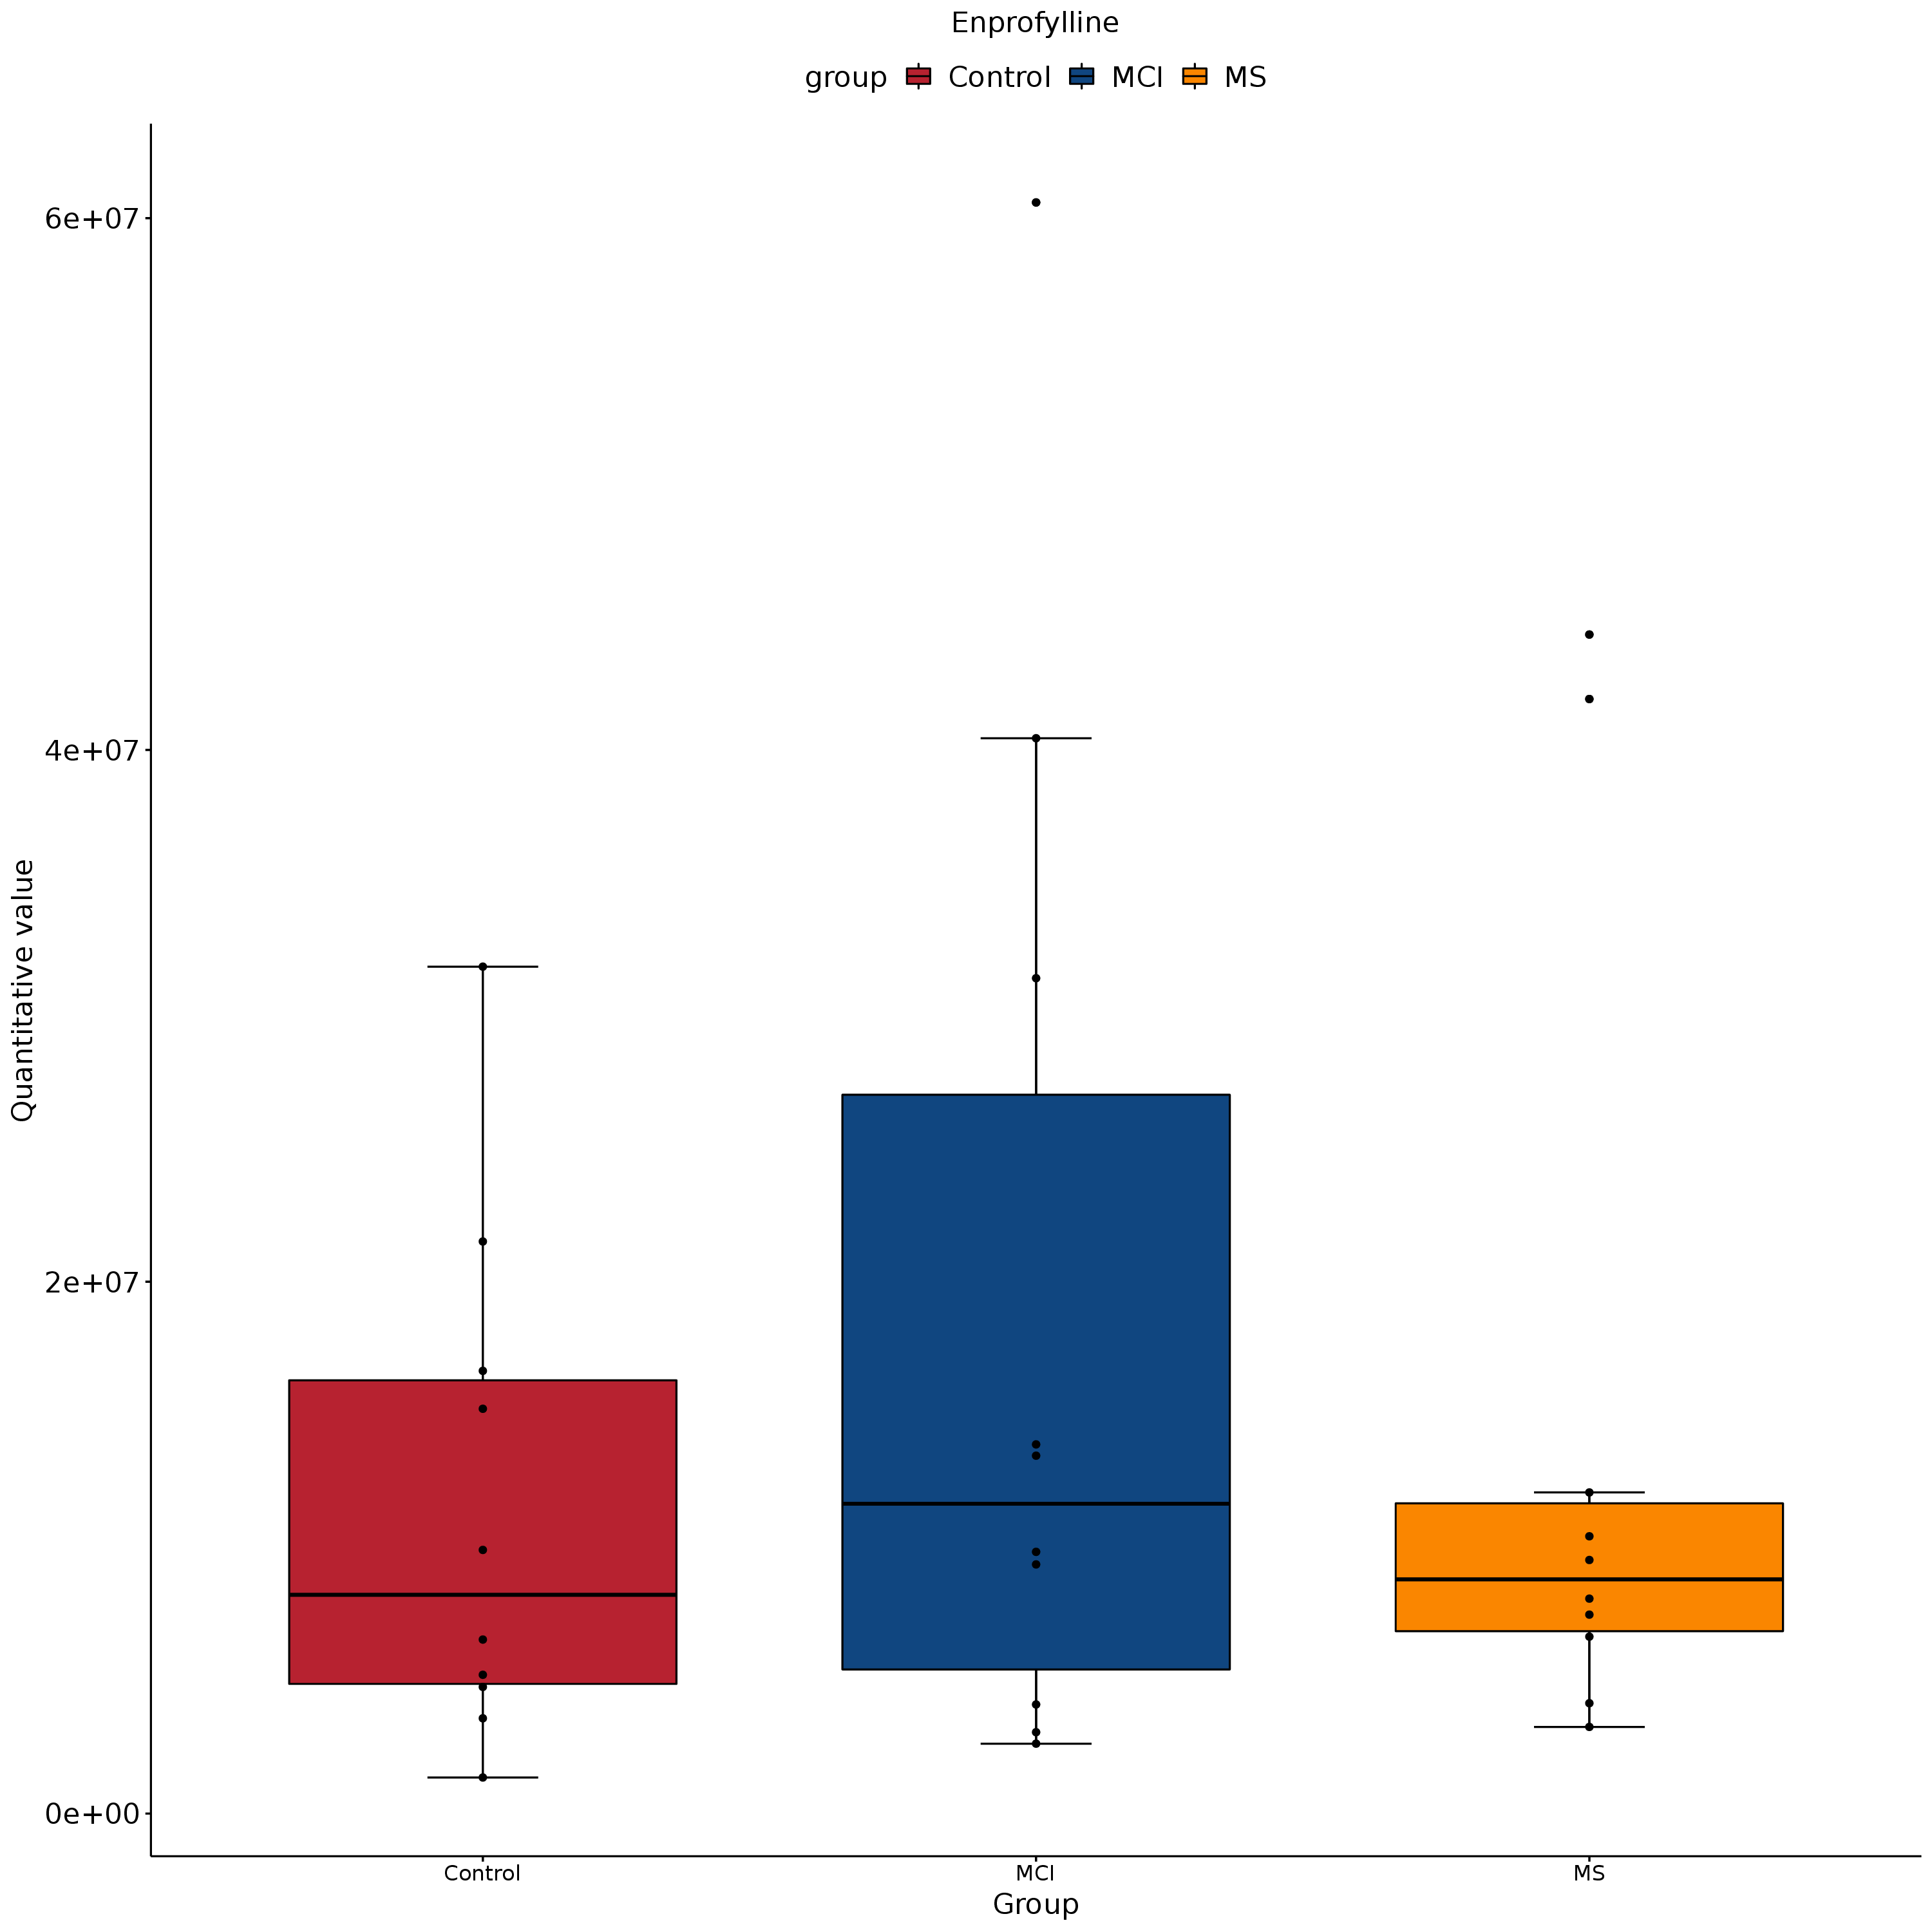 Enprofylline
group Control MCI MS
6e+07
4e+07
2e+07
0e+00
Quantitative value
Control MCI MS
Group